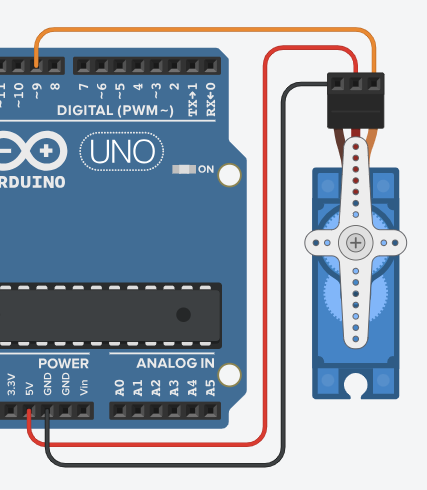 ~11
~10
~9
8
7
~6
~5
4
~3
2
TX→1
RX←0
DIGITAL (PWM~)
UNO
ON
RDUINO
POWER
ANALOG IN
3.3V
5V
GND
GND
Vin
A0
A1
A2
A3
A4
A5